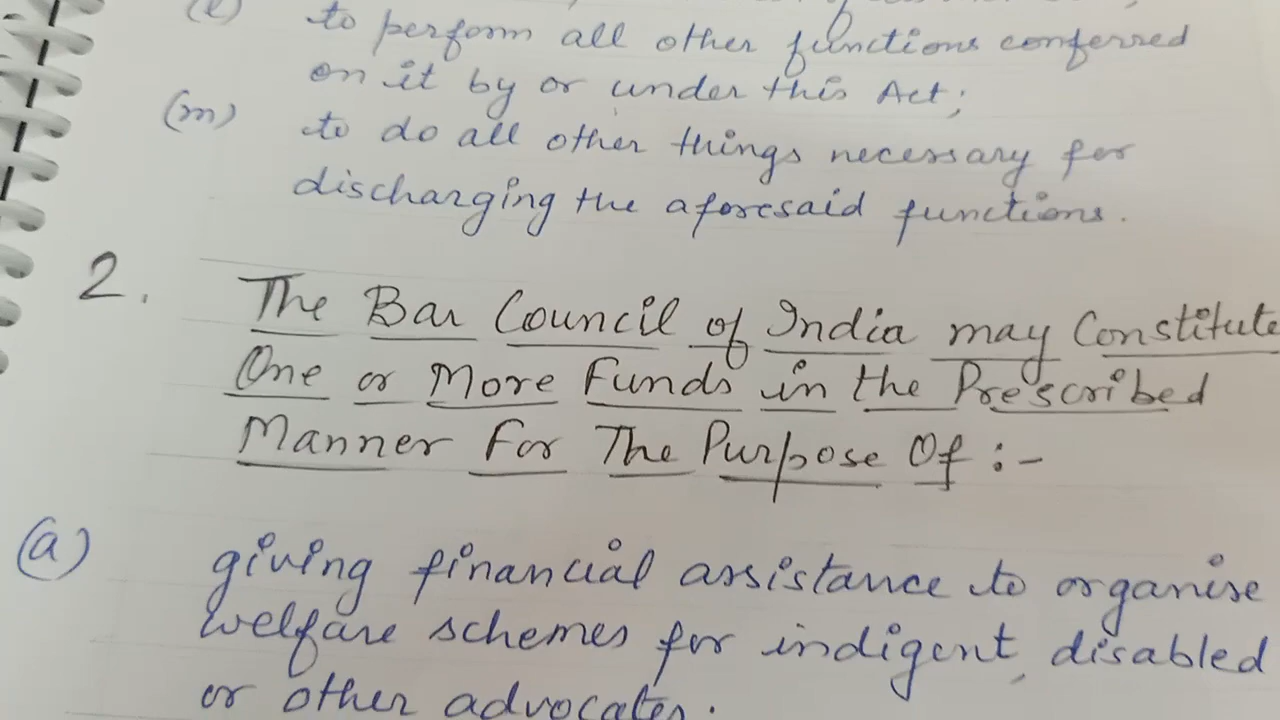 (l) to perform all other functions conferred
on it by or under this Act;
(m) to do all other things necessary for
discharging the aforesaid functions.
2. The Bar Council of India may Constitute
One or More Funds in the Prescribed
Manner For The Purpose Of :-
(a) giving financial assistance to organise
welfare schemes for indigent, disabled
or other advocates.